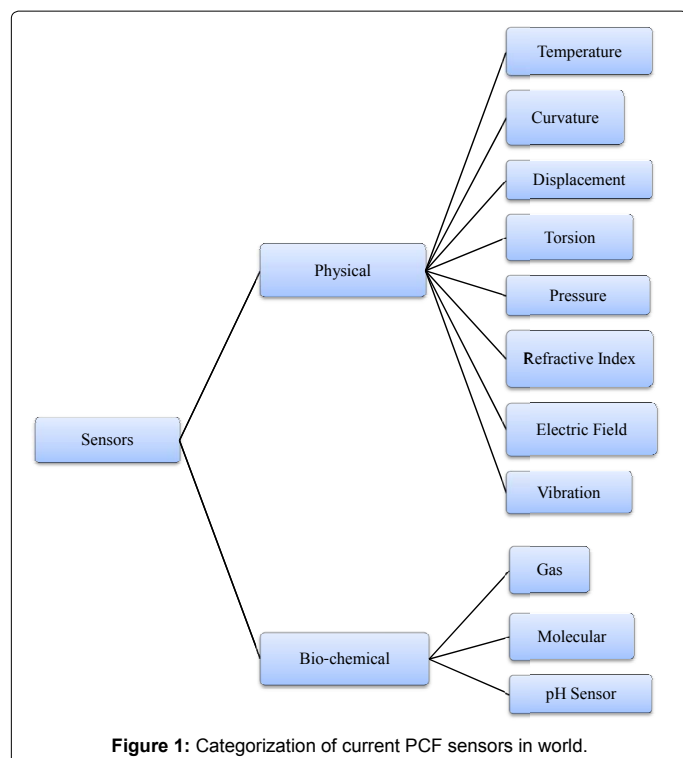 Temperature
Curvature
Displacement
Torsion
Physical
Pressure
Refractive Index
Sensors
Electric Field
Vibration
Gas
Bio-chemical
Molecular
pH Sensor
Figure 1: Categorization of current PCF sensors in world.